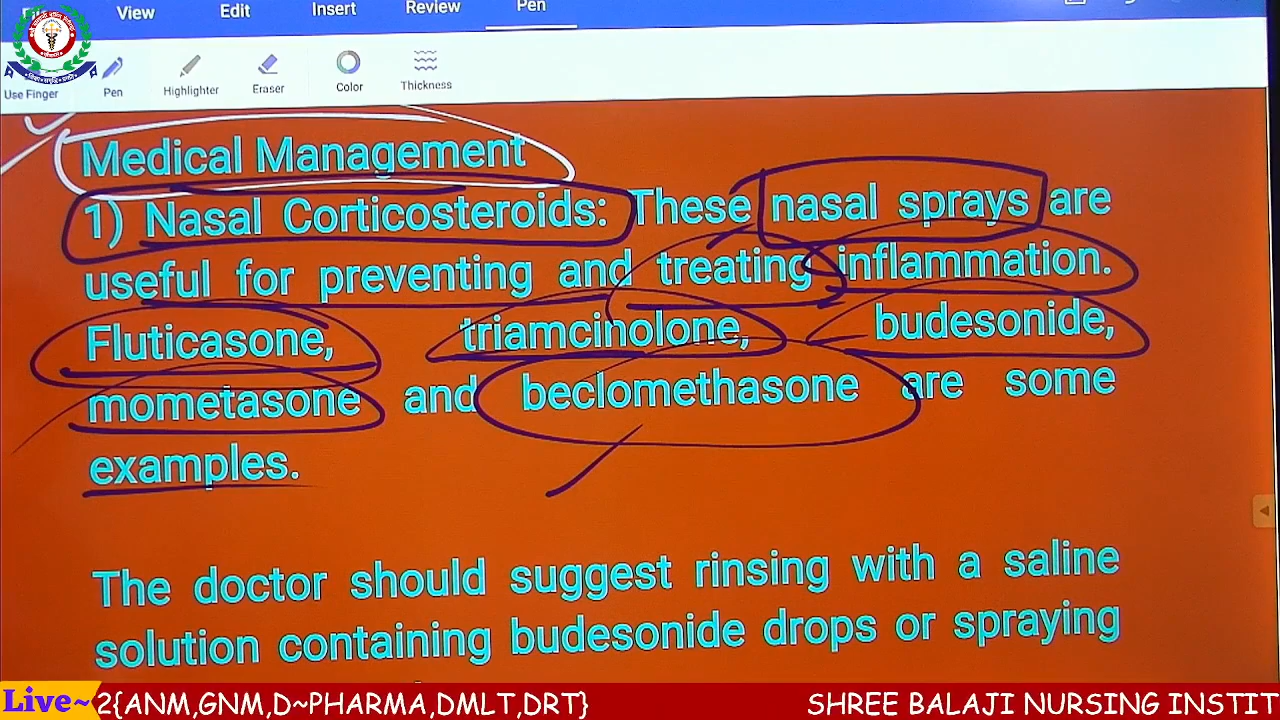 View Edit Insert Review Pen
Use Finger Pen Highlighter Eraser Color Thickness
Medical Management
1) Nasal Corticosteroids: These nasal sprays are
useful for preventing and treating inflammation.
Fluticasone, triamcinolone, budesonide,
mometasone and beclomethasone are some
examples.
The doctor should suggest rinsing with a saline
solution containing budesonide drops or spraying
Live~ 2{ANM,GNM,D~PHARMA,DMLT,DRT} SHREE BALAJI NURSING INSTIT